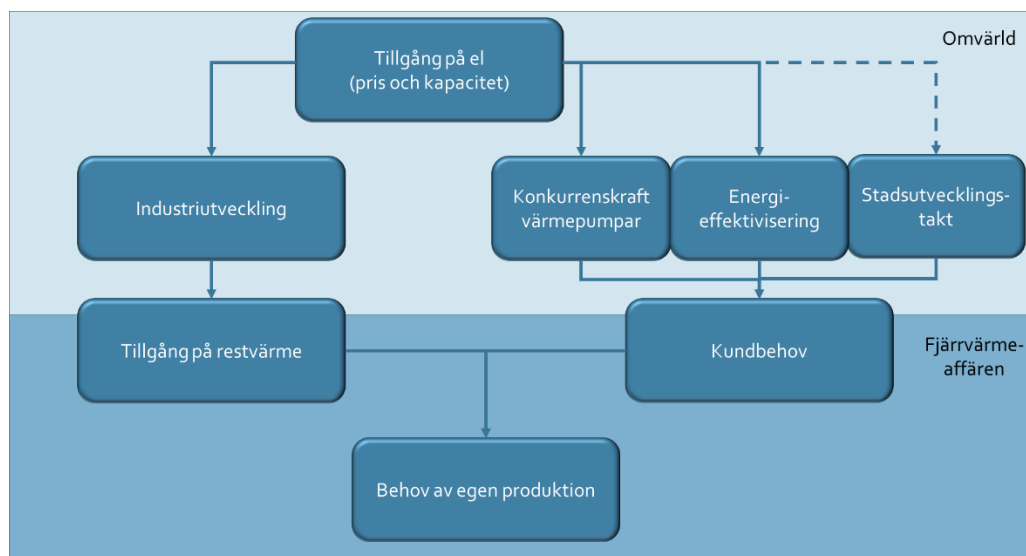 Omvärld
Tillgång på el
(pris och kapacitet)
Industriutveckling
Konkurrenskraft
värmepumpar
Energi-
effektivisering
Stadsutvecklings-
takt
Tillgång på restvärme
Kundbehov
Fjärrvärme-
affären
Behov av egen produktion